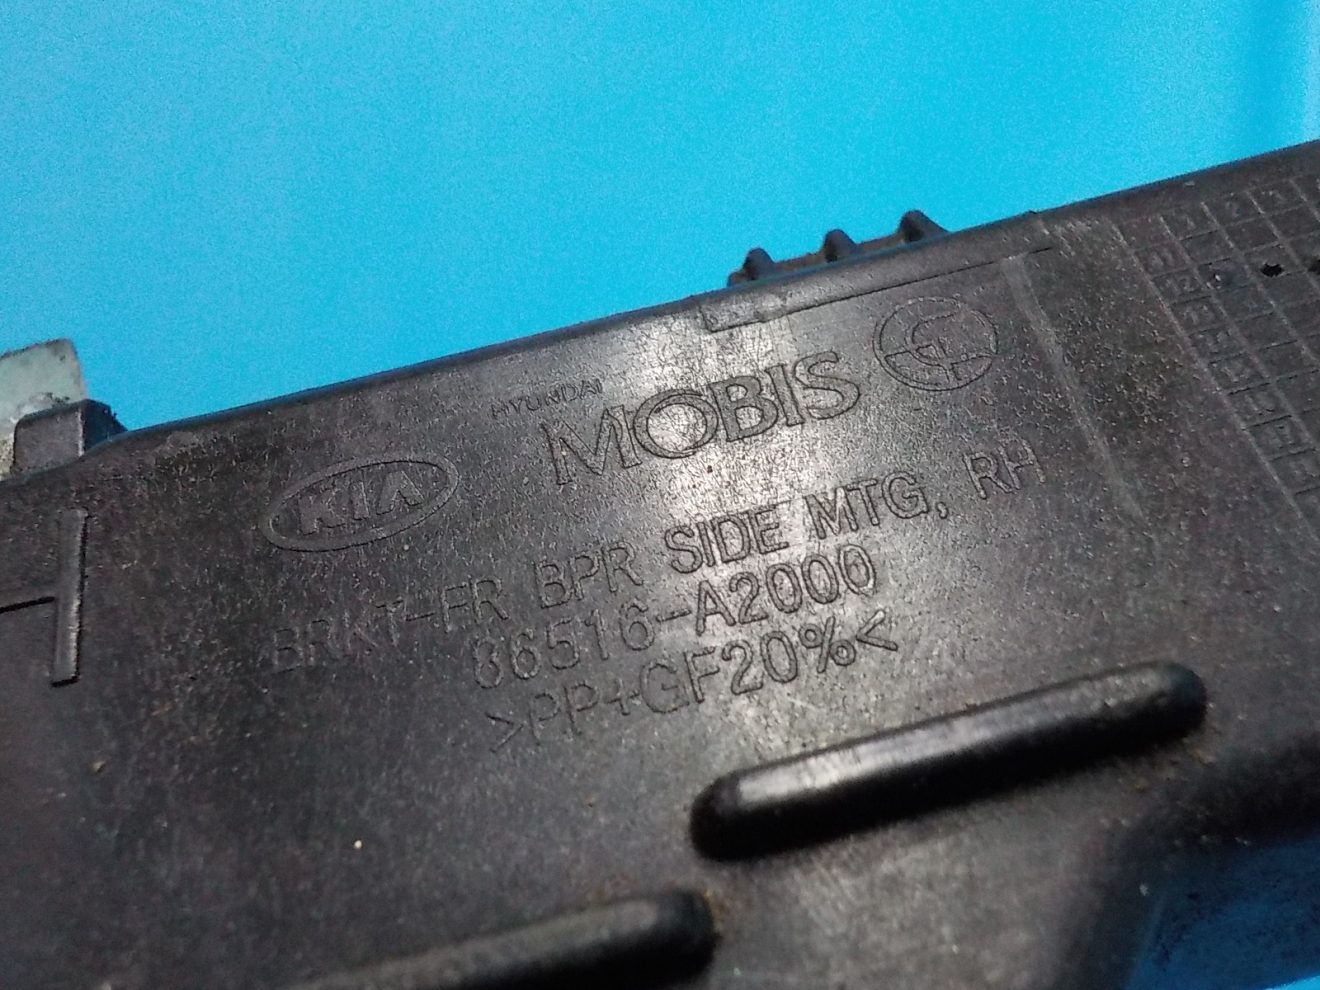 HYUNDAI
MOBIS
KIA
BRKT-FR BPR SIDE MTG, RH
86516-A2000
>PP+GF20%<